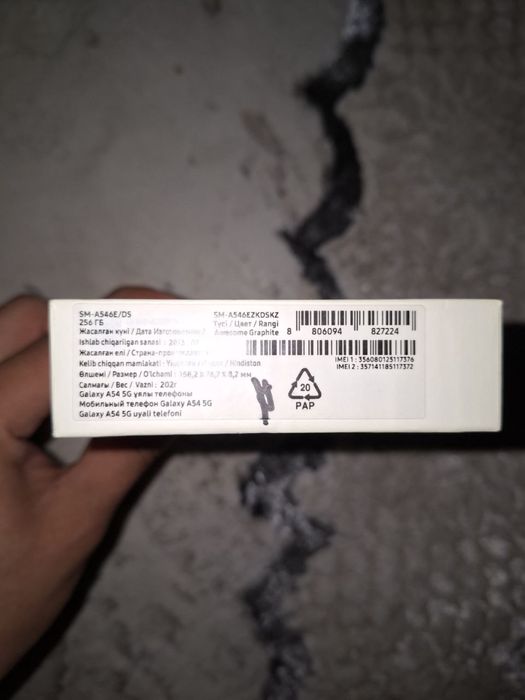 SM-A546E/DS
256 ГБ
Жасалған күні / Дата Изготовления /
Ishlab chiqarilgan sanasi :
Жасалған елі / Страна-
Kelib chiqqan mamlakati : / Hindiston
Өлшемі / Размер / O'lchami : 158,2 x 76,7 x 8,2 мм
Салмағы / Вес / Vazni : 202г
Galaxy A54 5G ұялы телефоны
Мобильный телефон Galaxy A54 5G
Galaxy A54 5G uyali telefoni
SM-A546EZKDSKZ
Түсі / Цвет / Rangi
Awesome Graphite
8 806094 827224
IMEI 1 : 356080125117376
IMEI 2 : 357141185117372
20
PAP